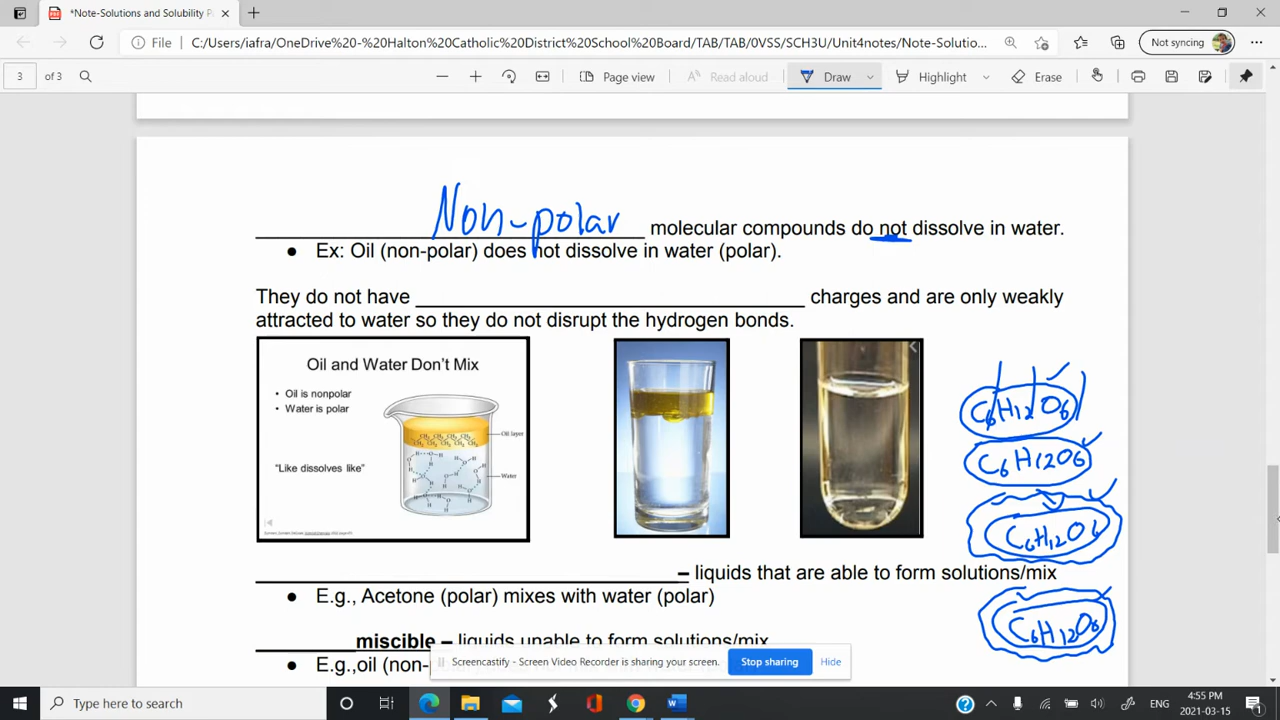 *Note-Solutions and Solubility P
File
C:/Users/iafra/OneDrive%20-%20Halton%20Catholic%20District%20School%20Board/TAB/TAB/0VSS/SCH3U/Unit4notes/Note-Solutio...
Not syncing
3 of 3
Page view
Read aloud
Draw
Highlight
Erase
Non-polar molecular compounds do not dissolve in water.
● Ex: Oil (non-polar) does not dissolve in water (polar).
They do not have ____ charges and are only weakly
attracted to water so they do not disrupt the hydrogen bonds.
Oil and Water Don't Mix
• Oil is nonpolar
• Water is polar
"Like dissolves like"
Oil layer
Water
C6H12O6
C6H12O6
C6H12O6
C6H12O6
____ – liquids that are able to form solutions/mix
● E.g., Acetone (polar) mixes with water (polar)
____miscible – liquids unable to form solutions/mix
● E.g.,oil (non-p
Screencastify - Screen Video Recorder is sharing your screen.
Stop sharing
Hide
Type here to search
ENG
4:55 PM
2021-03-15
1